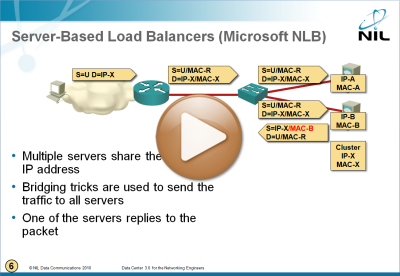 Server-Based Load Balancers (Microsoft NLB)
NIL
S=U D=IP-X
S=U/MAC-R
D=IP-X/MAC-X
S=U/MAC-R
D=IP-X/MAC-X
IP-A
MAC-A
S=U/MAC-R
D=IP-X/MAC-X
IP-B
MAC-B
S=IP-X/MAC-B
D=U/MAC-R
Cluster
IP-X
MAC-X
• Multiple servers share the
IP address
• Bridging tricks are used to send the
traffic to all servers
• One of the servers replies to the
packet
6
© NIL Data Communications 2010
Data Center 3.0 for the Networking Engineers